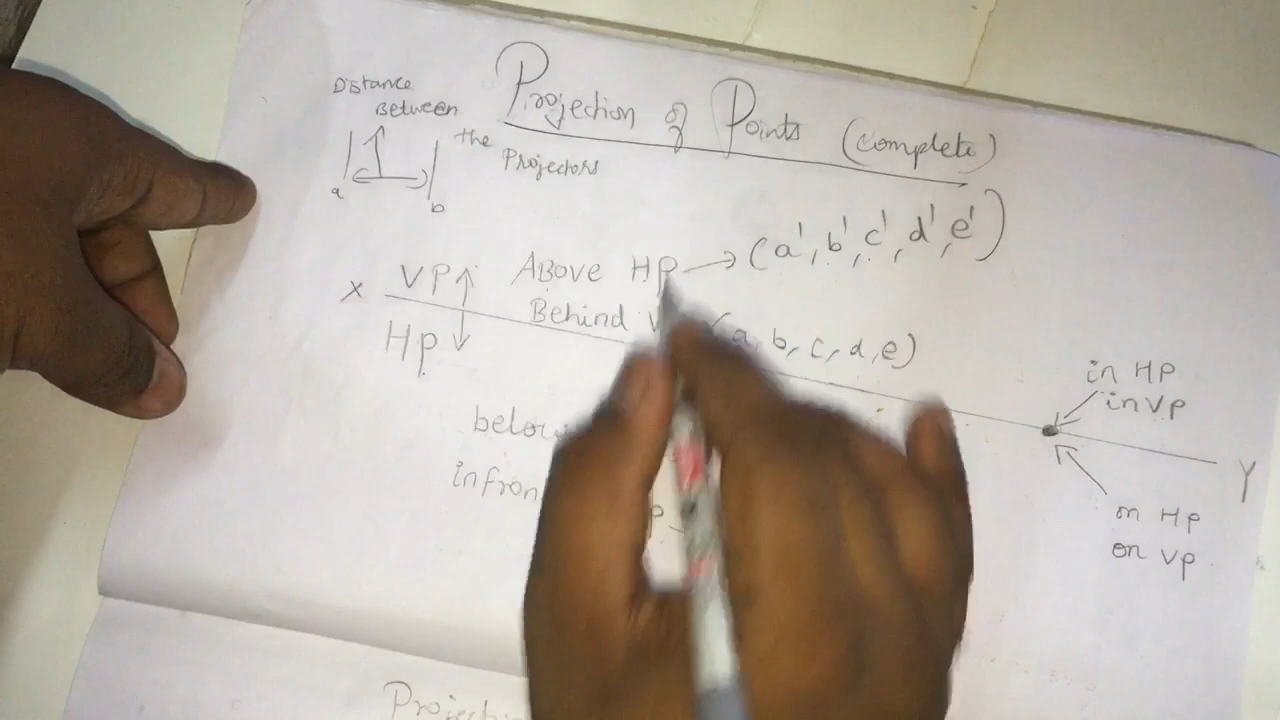 Projection of Points (Complete)
Distance
Between
the
Projectors
a
b
Above HP → (a', b', c', d', e')
X VP↑
Behind (a, b, c, d, e)
Hp ↓
in HP
in VP
Y
on Hp
on Vp